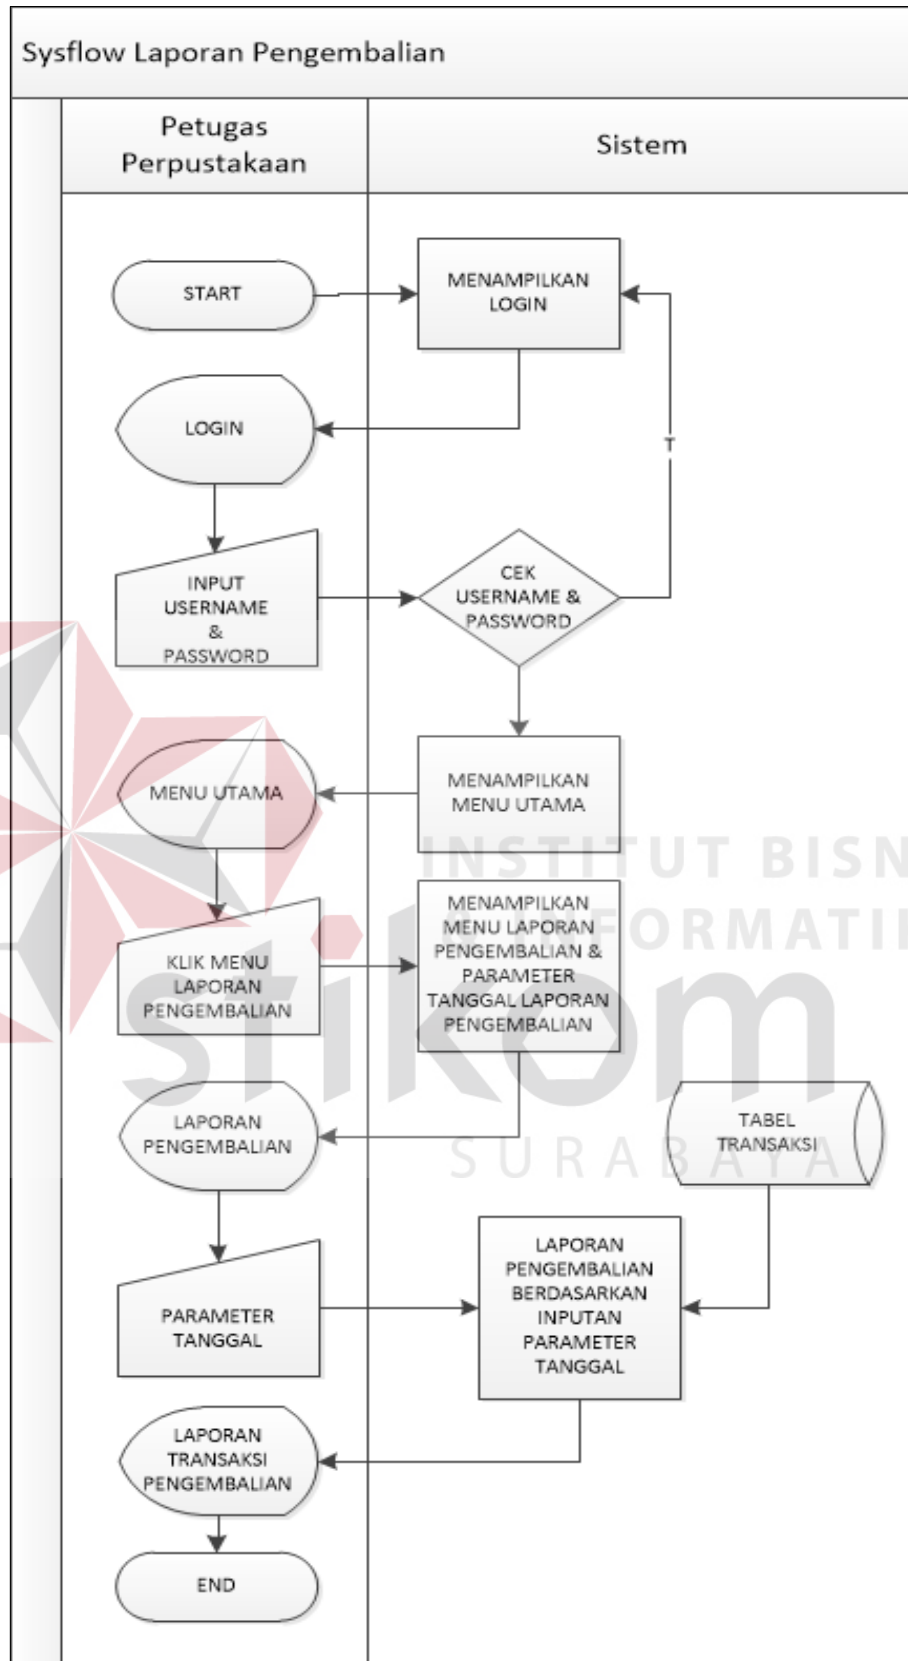 Sysflow Laporan Pengembalian
Petugas
Perpustakaan
Sistem
START
MENAMPILKAN
LOGIN
LOGIN
T
INPUT
USERNAME
&
PASSWORD
CEK
USERNAME &
PASSWORD
MENU UTAMA
MENAMPILKAN
MENU UTAMA
INSTITUT BISN
& INFORMATIK
stikom
SURABAYA
KLIK MENU
LAPORAN
PENGEMBALIAN
MENAMPILKAN
MENU LAPORAN
PENGEMBALIAN &
PARAMETER
TANGGAL LAPORAN
PENGEMBALIAN
LAPORAN
PENGEMBALIAN
TABEL
TRANSAKSI
PARAMETER
TANGGAL
LAPORAN
PENGEMBALIAN
BERDASARKAN
INPUTAN
PARAMETER
TANGGAL
LAPORAN
TRANSAKSI
PENGEMBALIAN
END